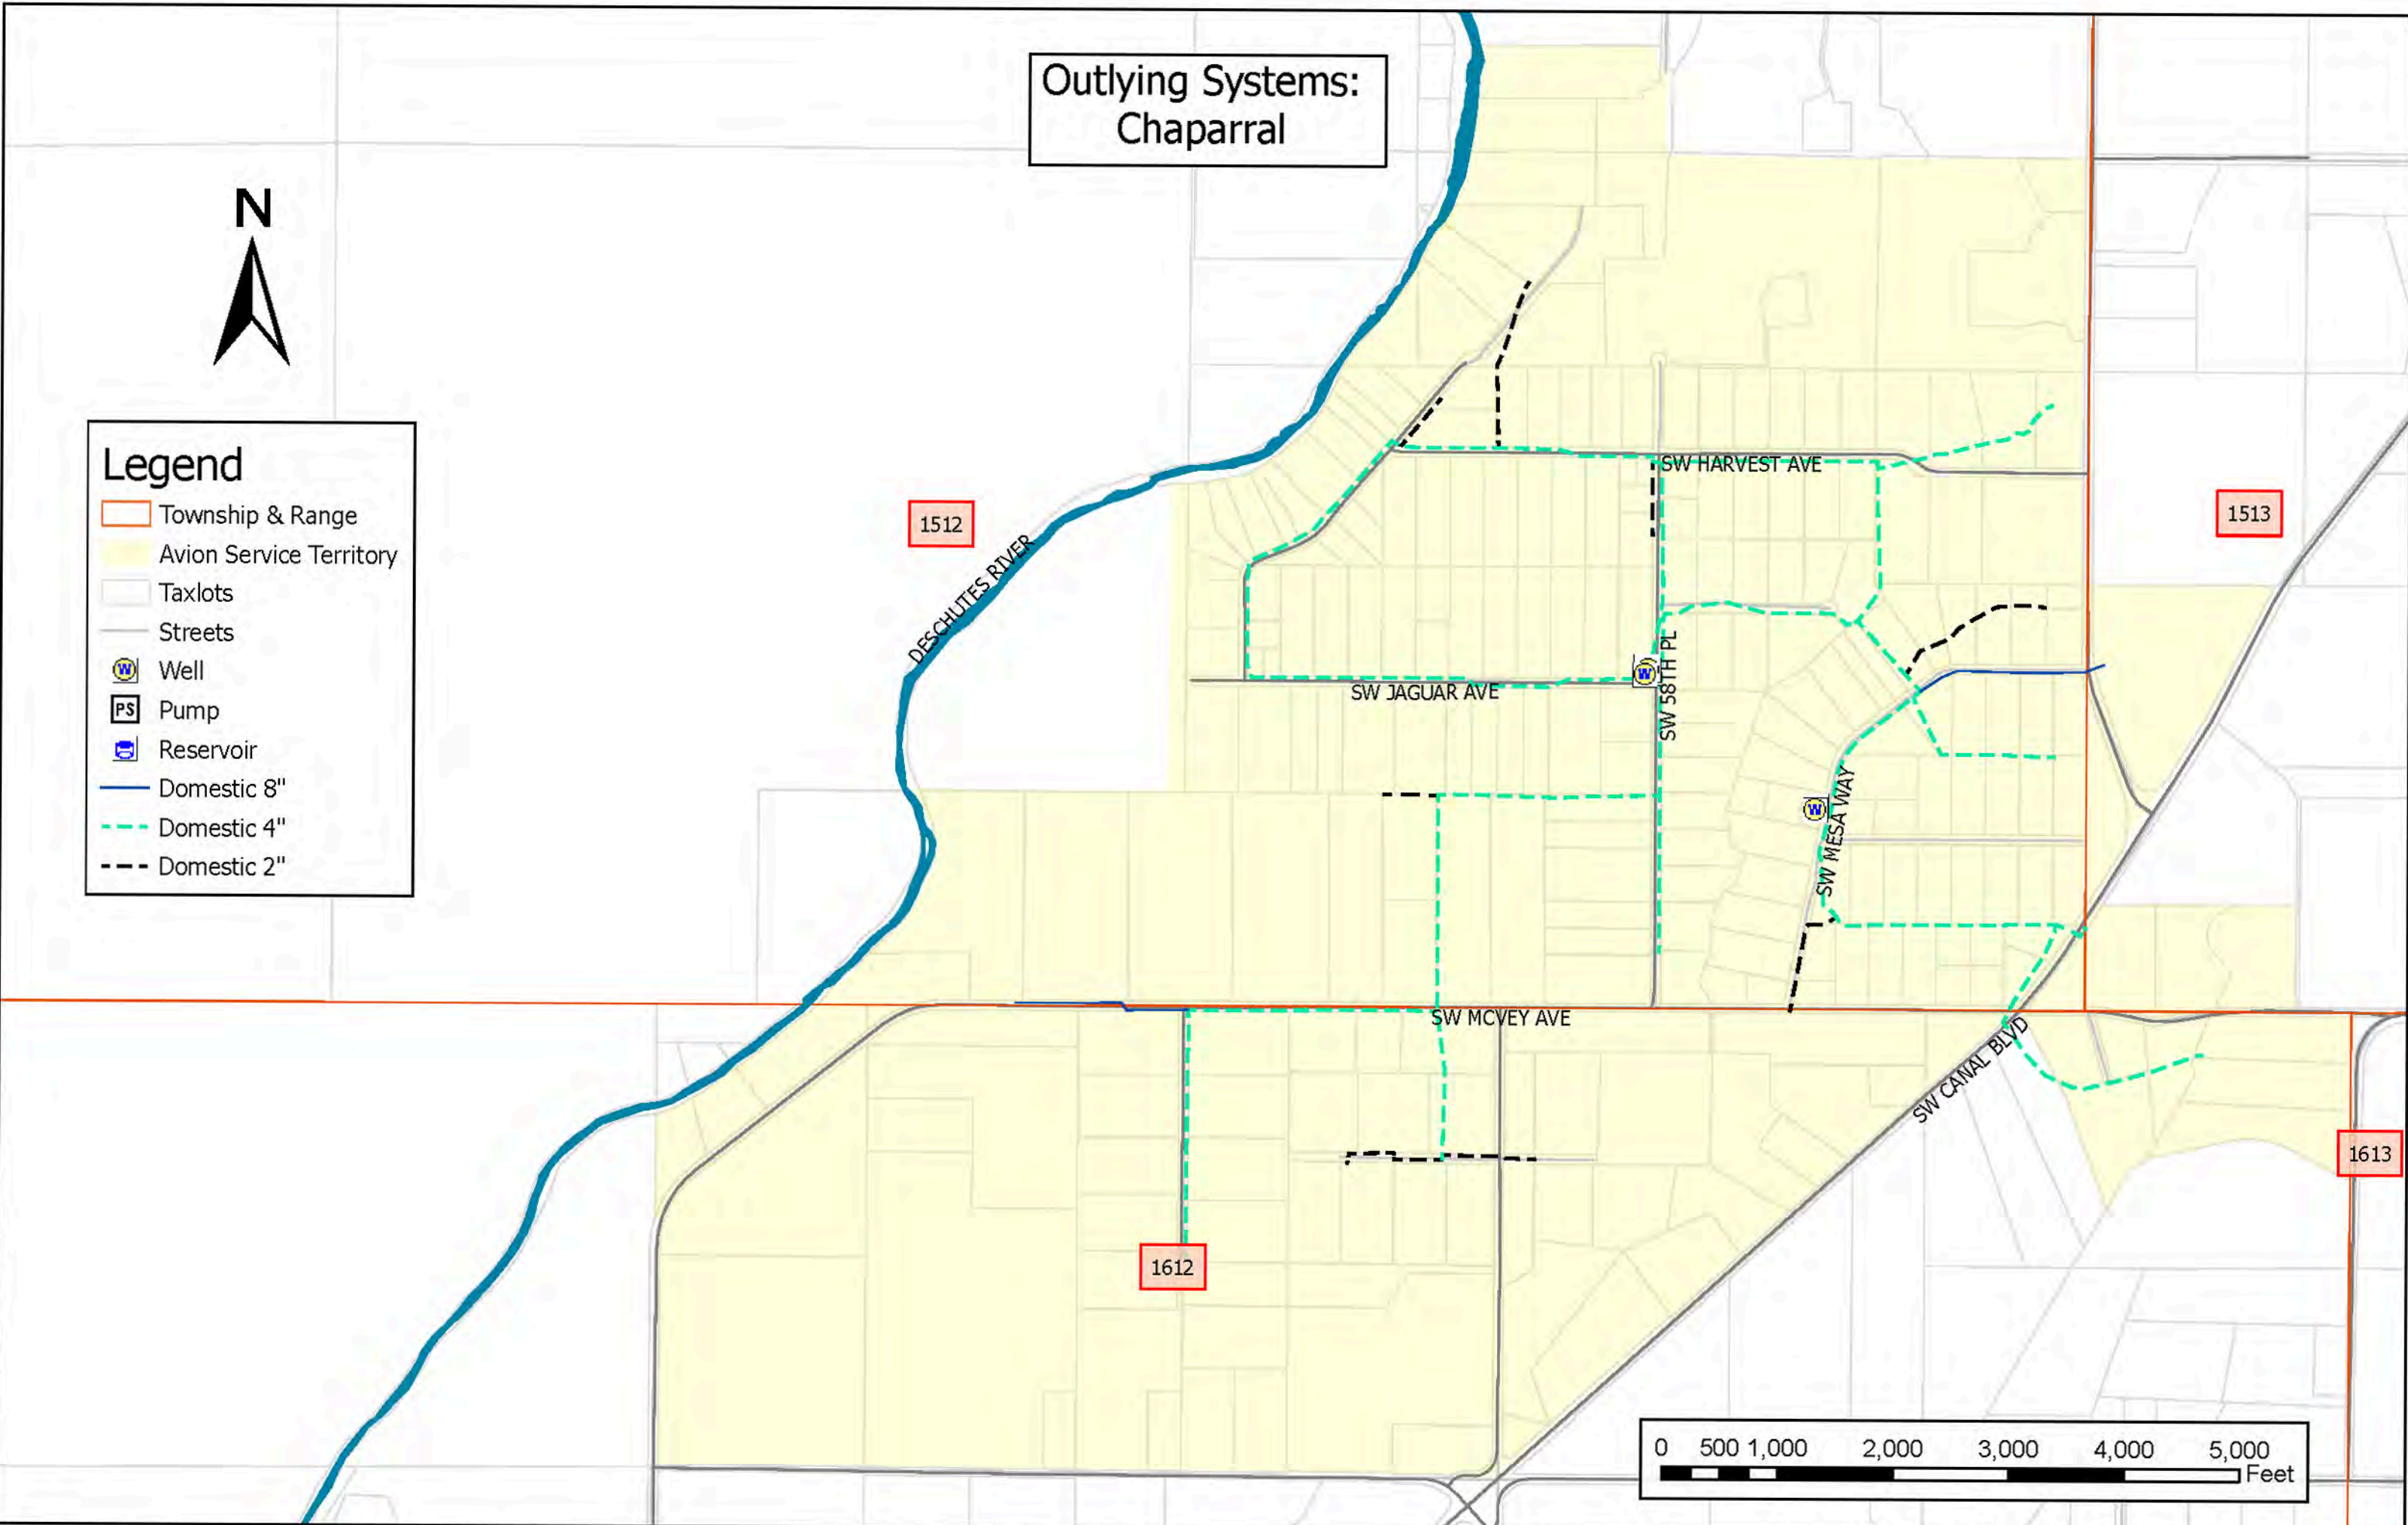 Outlying Systems:
Chaparral
N
Legend
Township & Range
Avion Service Territory
Taxlots
Streets
W Well
PS Pump
Reservoir
Domestic 8"
Domestic 4"
Domestic 2"
1512
1513
DESCHUTES RIVER
SW HARVEST AVE
W
SW JAGUAR AVE
SW 58TH PL
W
SW MESA WAY
SW MCVEY AVE
SW CANAL BLVD
1613
1612
0 500 1,000 2,000 3,000 4,000 5,000
Feet